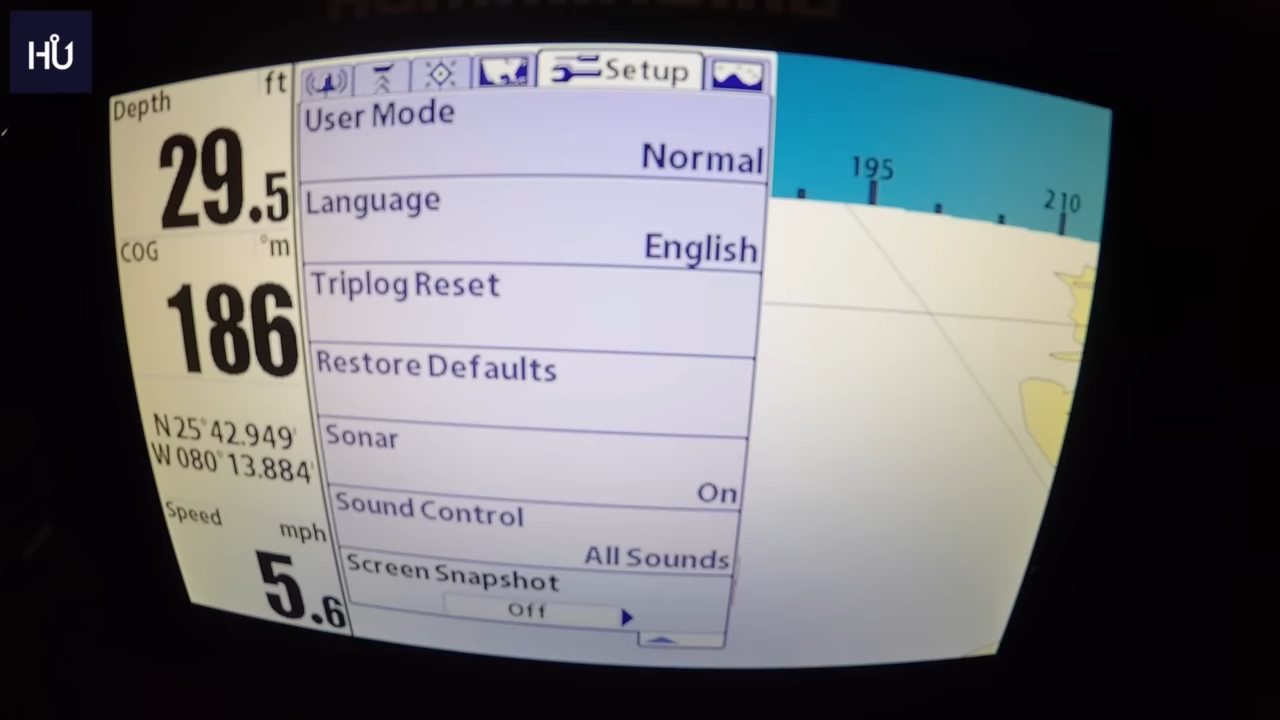 HU
Depth
ft
29.5
COG
°m
186
N 25° 42.949'
W 080° 13.884'
Speed
mph
5.6
Setup
User Mode
Normal
Language
English
Triplog Reset
Restore Defaults
Sonar
On
Sound Control
All Sounds
Screen Snapshot
Off
195
210